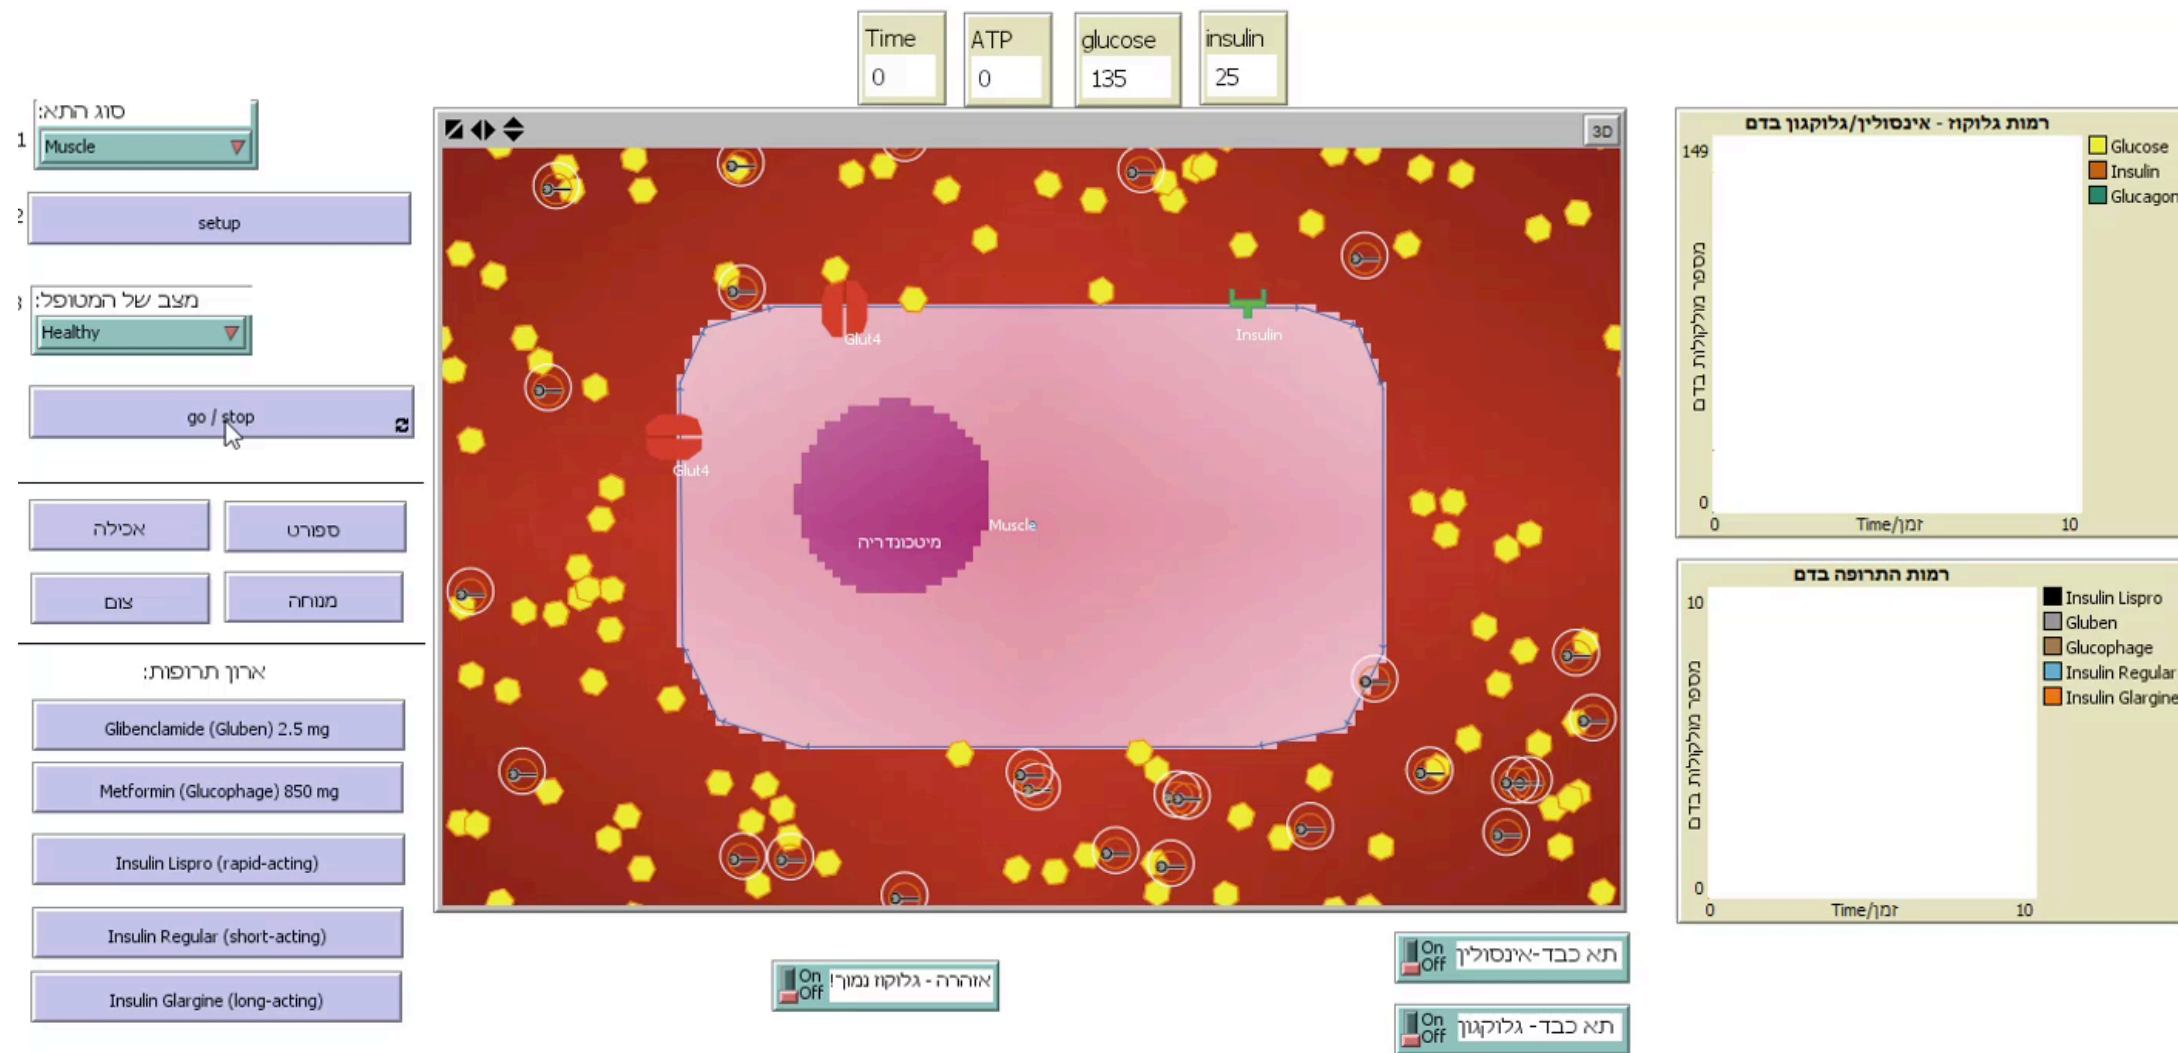 Time
0
ATP
0
glucose
135
insulin
25
1
סוג התא:
Muscle
2
setup
3
מצב של המטופל:
Healthy
go / stop
אכילה
ספורט
צום
מנוחה
ארון תרופות:
Glibenclamide (Gluben) 2.5 mg
Metformin (Glucophage) 850 mg
Insulin Lispro (rapid-acting)
Insulin Regular (short-acting)
Insulin Glargine (long-acting)
3D
Glut4
Insulin
Glut4
Muscle
מיטכונדריה
On
Off
אזהרה - גלוקוז נמוך!
On
Off
תא כבד-אינסולין
On
Off
תא כבד- גלוקגון
רמות גלוקוז - אינסולין/גלוקגון בדם
149
מספר מולקולות בדם
0
0
Time/זמן
10
Glucose
Insulin
Glucagon
רמות התרופה בדם
10
מספר מולקולות בדם
0
0
Time/זמן
10
Insulin Lispro
Gluben
Glucophage
Insulin Regular
Insulin Glargine